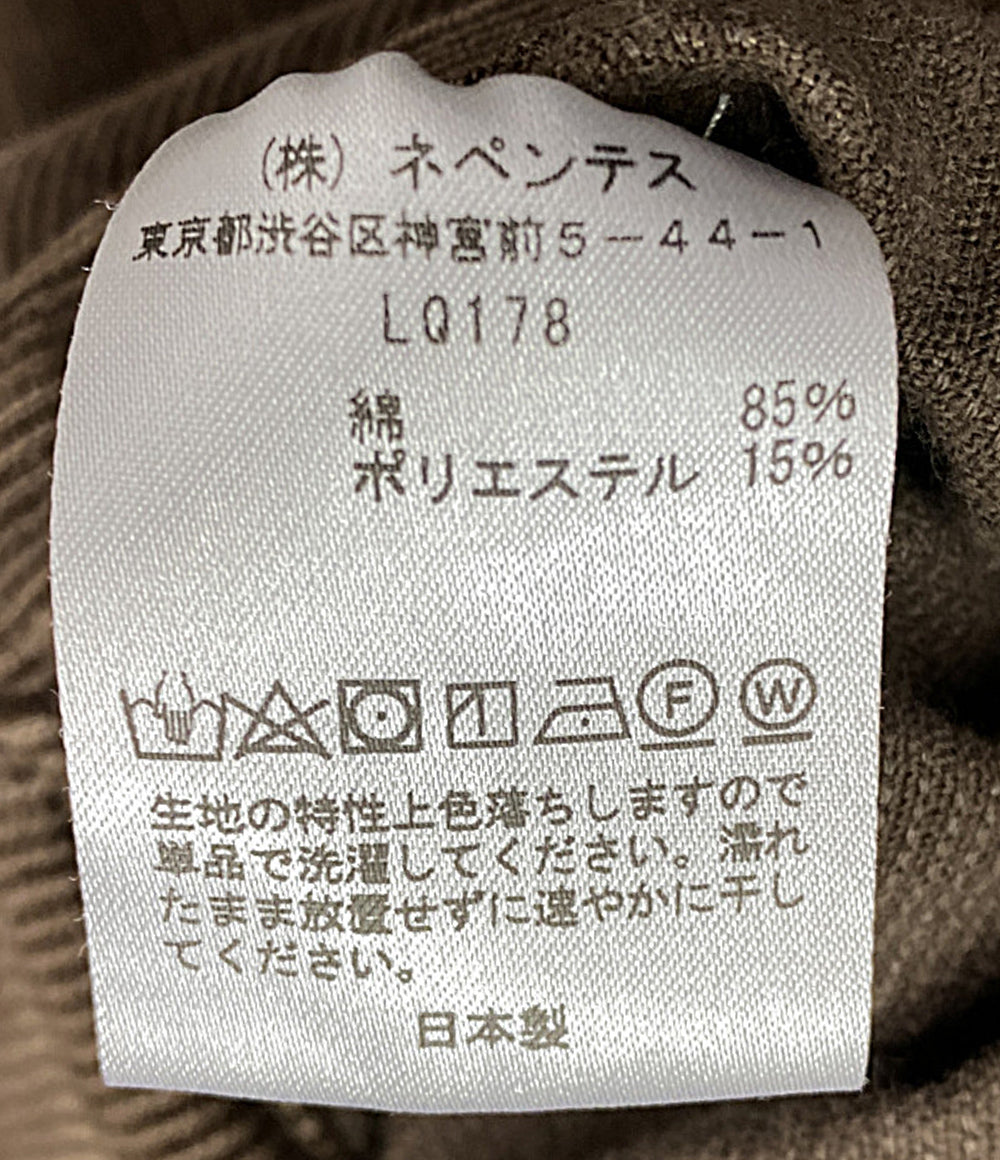 (株) ネペンテス
東京都渋谷区神宮前5-44-1
LQ178
綿 85%
ポリエステル 15%
F W
生地の特性上色落ちしますので
単品で洗濯してください。濡れ
たまま放置せずに速やかに干し
てください。
日本製